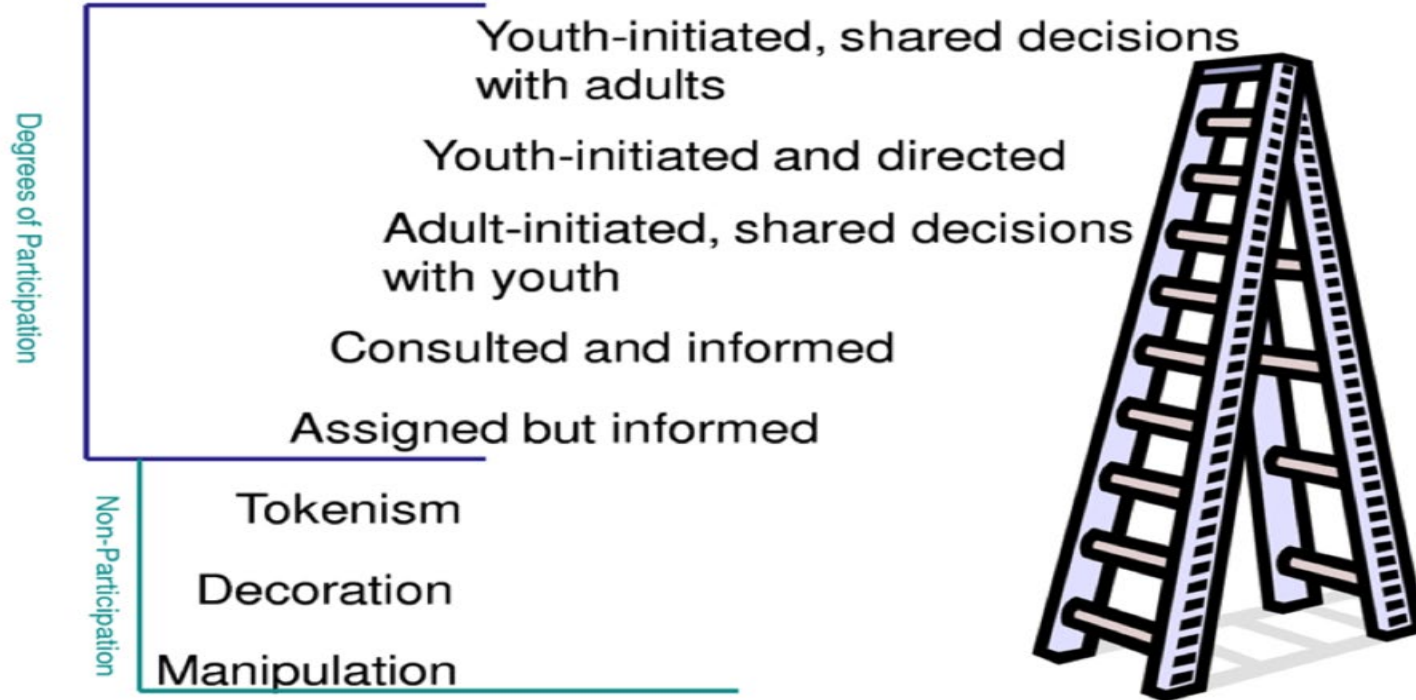 Youth-initiated, shared decisions
with adults
Youth-initiated and directed
Adult-initiated, shared decisions
with youth
Consulted and informed
Assigned but informed
Tokenism
Decoration
Manipulation
Degrees of Participation
Non-Participation